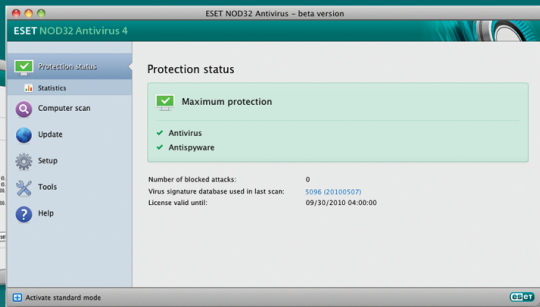 ESET NOD32 Antivirus - beta version
ESET NOD32 Antivirus 4
Protection status
Statistics
Computer scan
Update
Setup
Tools
Help
Protection status
Maximum protection
Antivirus
Antispyware
Number of blocked attacks: 0
Virus signature database used in last scan: 5096 (20100507)
License valid until: 09/30/2010 04:00:00
Activate standard mode
eset